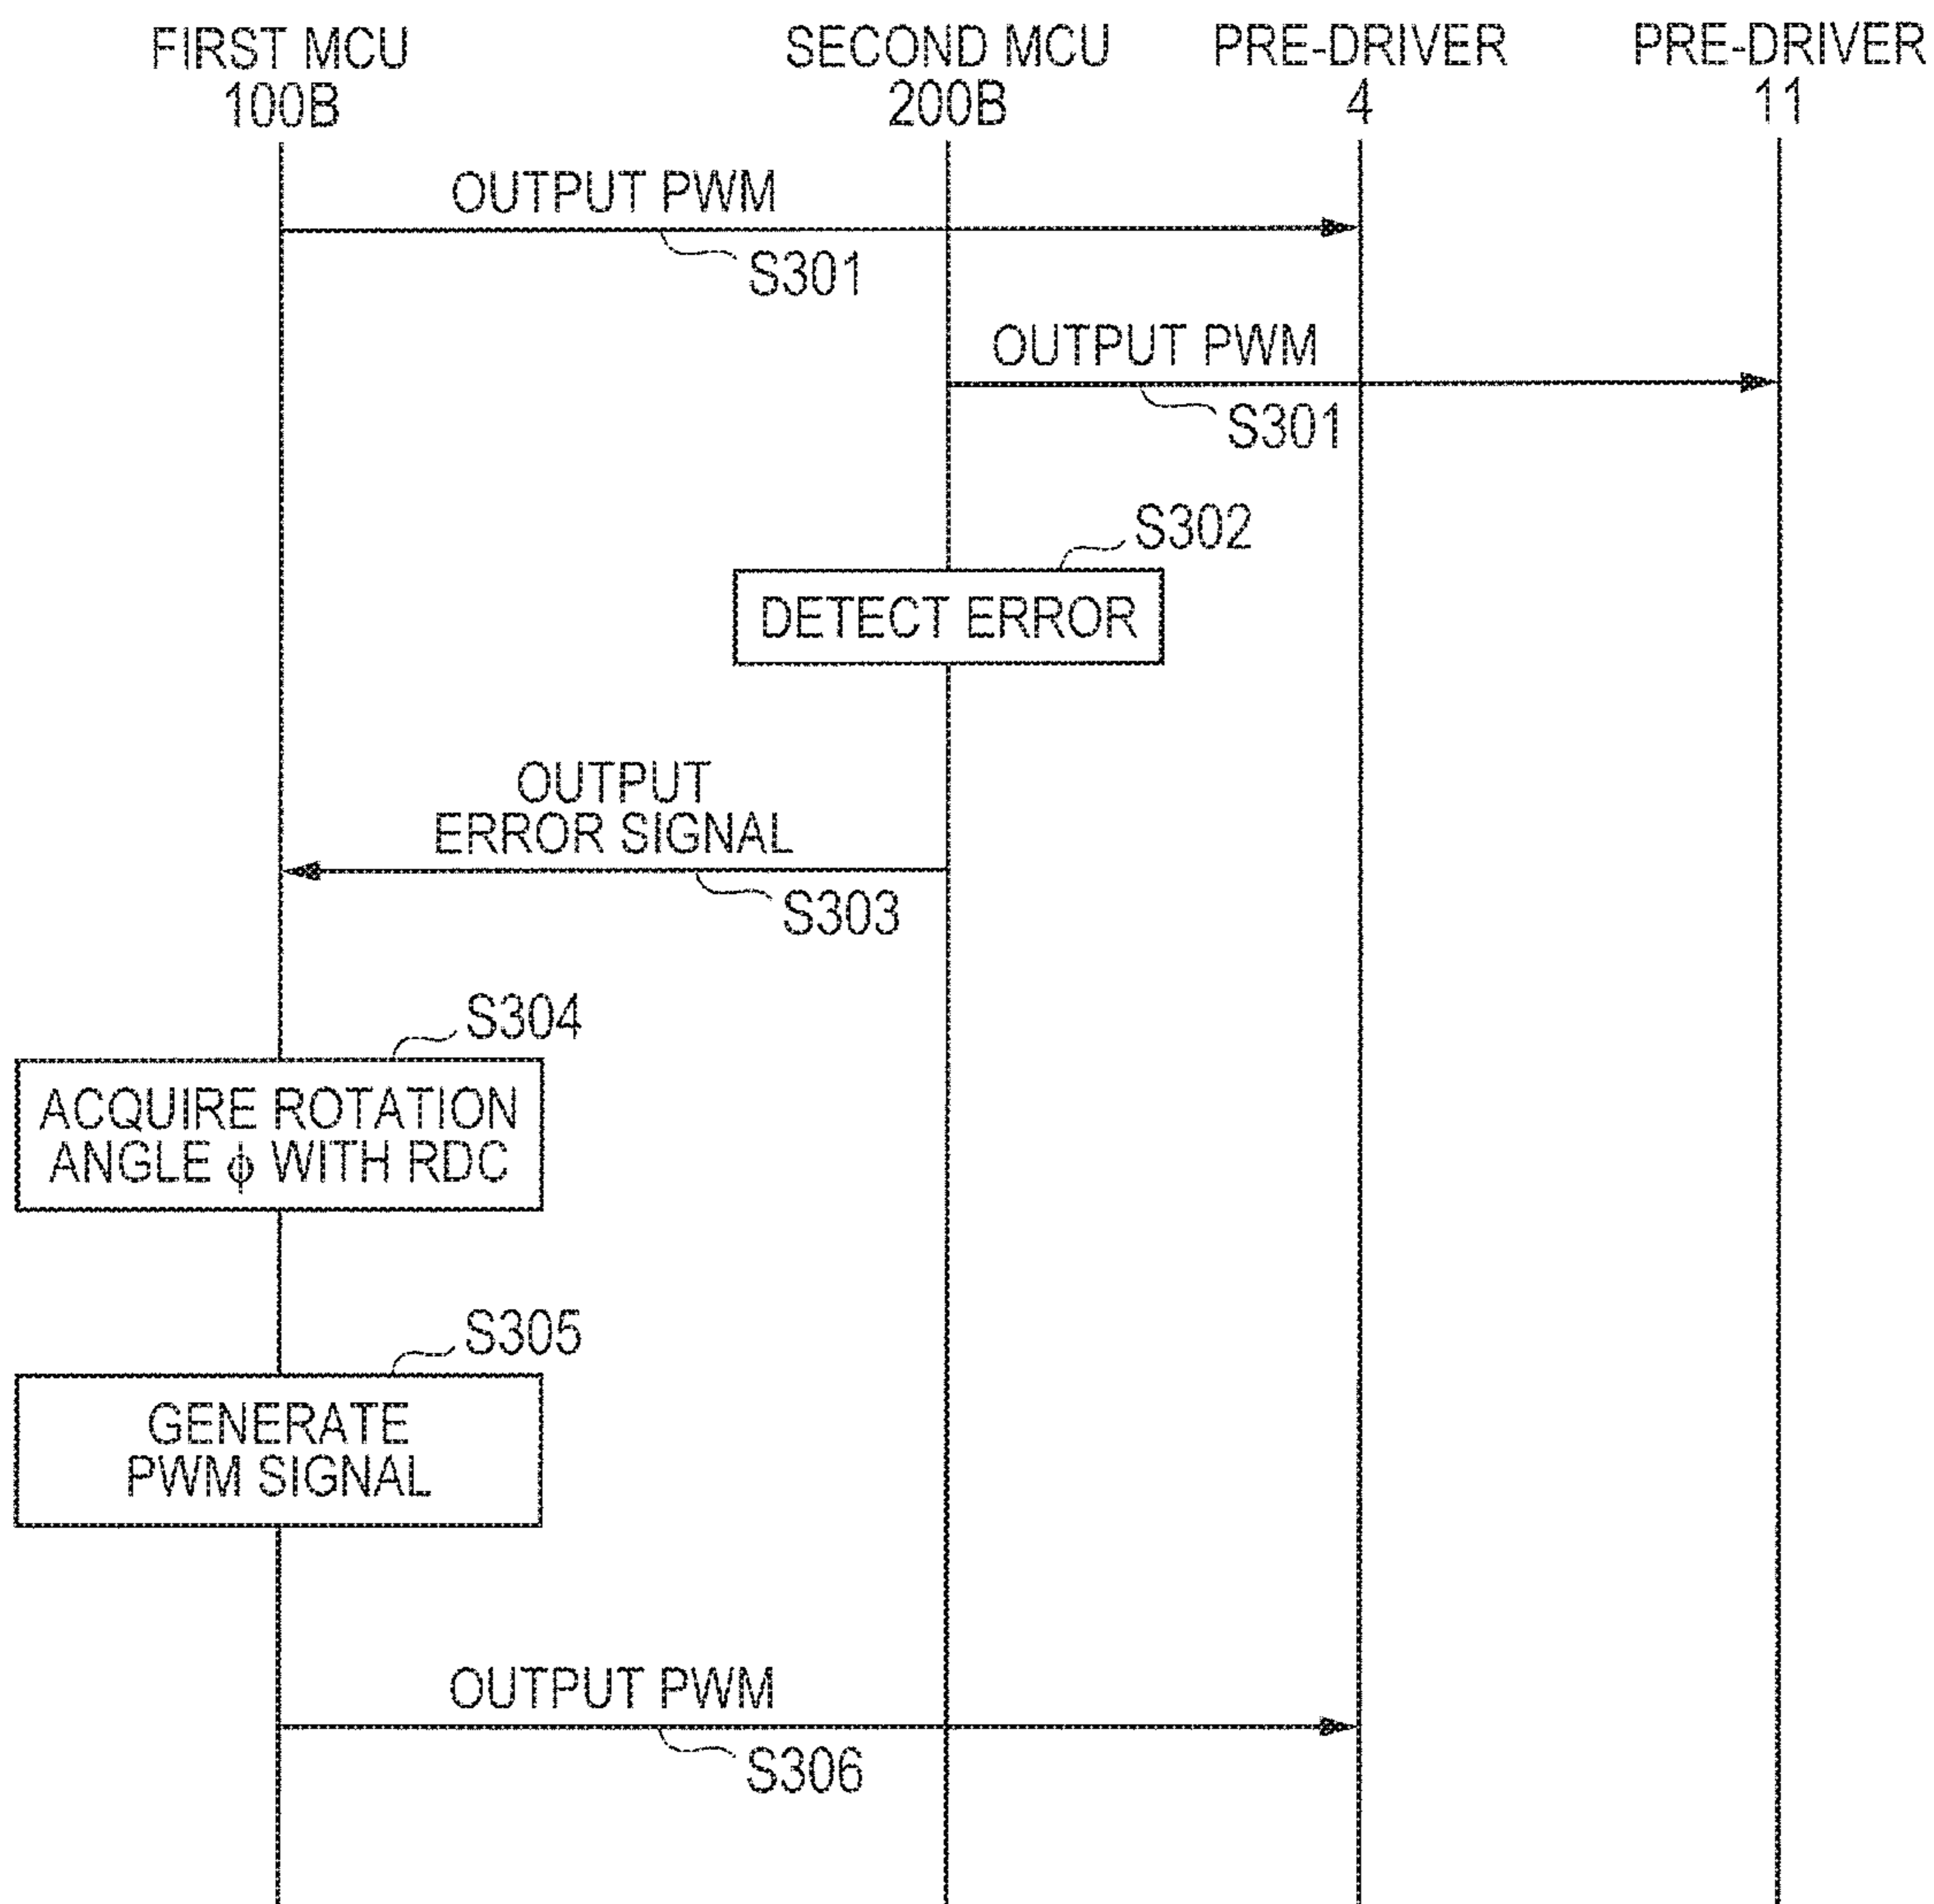 FIRST MCU
100B
SECOND MCU
200B
PRE-DRIVER
4
PRE-DRIVER
11
OUTPUT PWM
S301
OUTPUT PWM
S301
S302
DETECT ERROR
OUTPUT
ERROR SIGNAL
S303
S304
ACQUIRE ROTATION
ANGLE ϕ WITH RDC
S305
GENERATE
PWM SIGNAL
OUTPUT PWM
S306